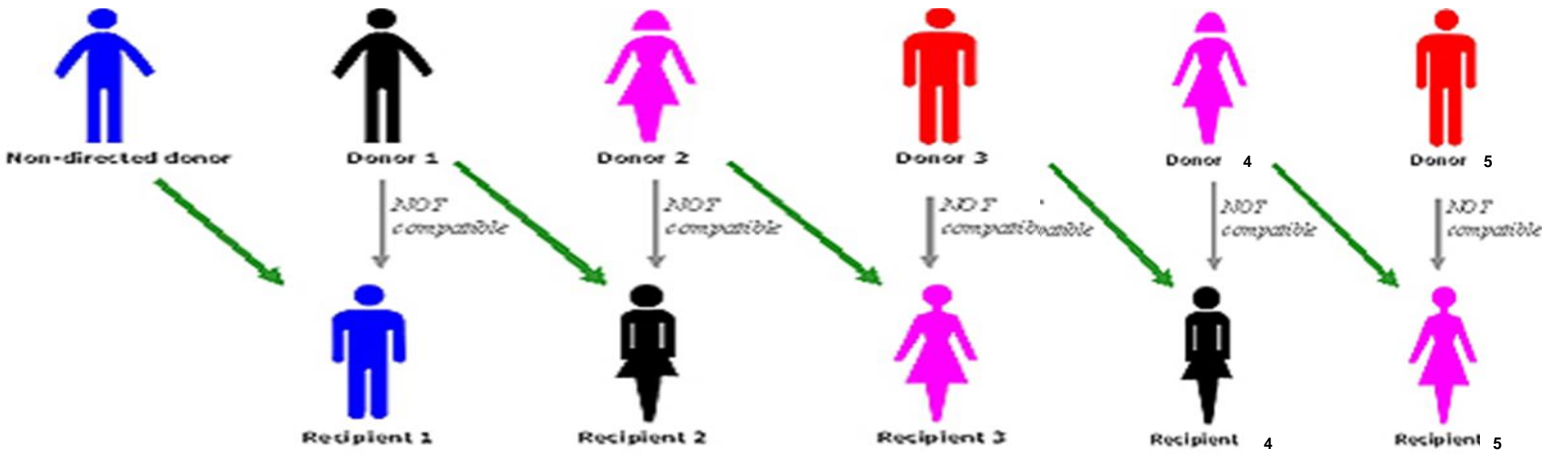 Non-directed donor
Donor 1
Donor 2
Donor 3
Donor 4
Donor 5
NOT
compatible
NOT
compatible
NOT
compatible
NOT
compatible
NOT
compatible
Recipient 1
Recipient 2
Recipient 3
Recipient 4
Recipient 5